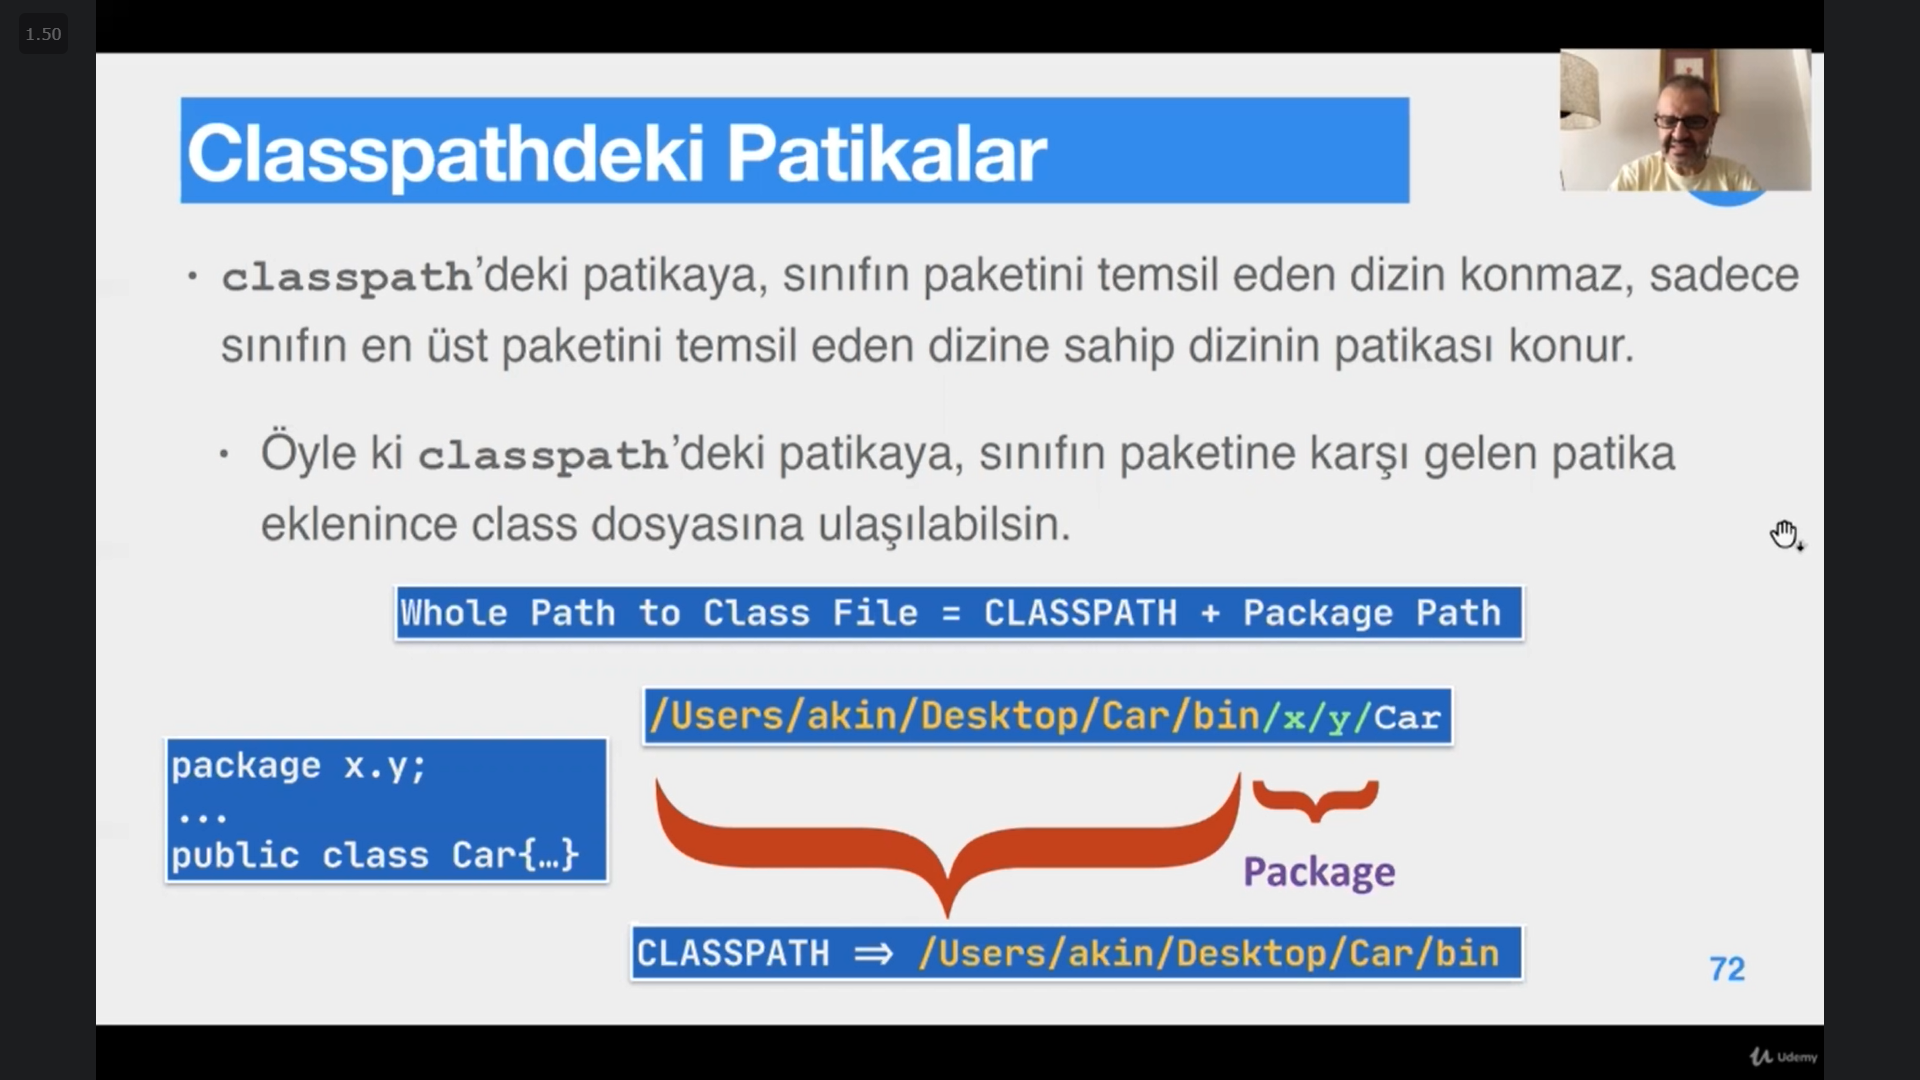 1.50
Classpathdeki Patikalar
• classpath’deki patikaya, sınıfın paketini temsil eden dizin konmaz, sadece
sınıfın en üst paketini temsil eden dizine sahip dizinin patikası konur.
• Öyle ki classpath’deki patikaya, sınıfın paketine karşı gelen patika
eklenince class dosyasına ulaşılabilsin.
Whole Path to Class File = CLASSPATH + Package Path
/Users/akin/Desktop/Car/bin/x/y/Car
package x.y;
...
public class Car{…}
Package
CLASSPATH ⇒ /Users/akin/Desktop/Car/bin
72
Udemy